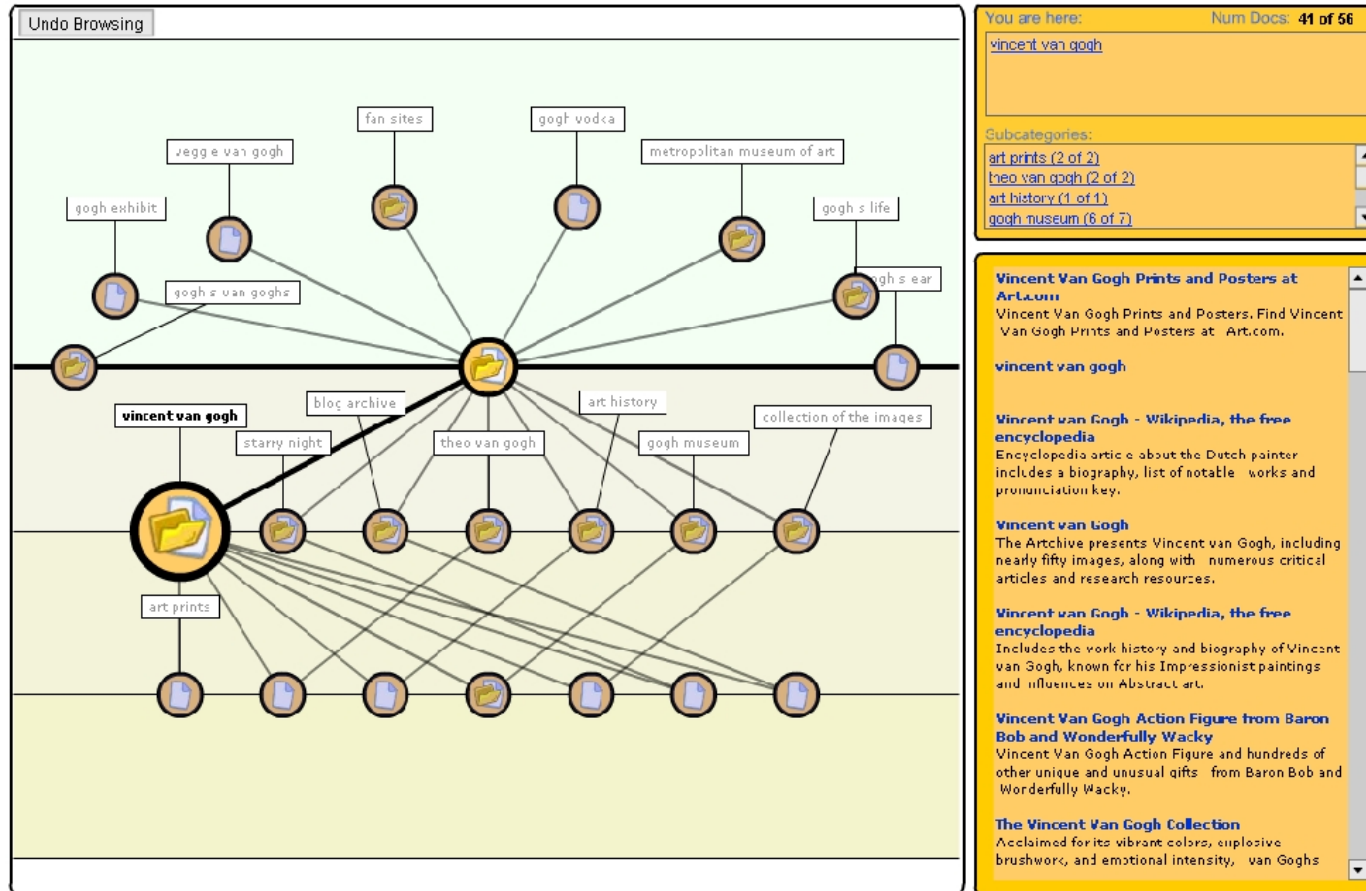 Undo Browsing
fan sites
gogh vodka
veggie van gogh
metropolitan museum of art
gogh exhibit
gogh s life
gogh s van goghs
gogh s ear
vincent van gogh
blog archive
art history
collection of the images
starry night
theo van gogh
gogh museum
art prints
You are here:
Num Docs: 41 of 56
vincent van gogh
Subcategories:
art prints (2 of 2)
theo van gogh (2 of 2)
art history (1 of 1)
gogh museum (6 of 7)
Vincent Van Gogh Prints and Posters at
Art.com
Vincent Van Gogh Prints and Posters. Find Vincent
Van Gogh Prints and Posters at Art.com.
vincent van gogh
Vincent van Gogh - Wikipedia, the free
encyclopedia
Encyclopedia article about the Dutch painter
includes a biography, list of notable works and
pronunciation key.
Vincent van Gogh
The Artchive presents Vincent van Gogh, including
nearly fifty images, along with numerous critical
articles and research resources.
Vincent van Gogh - Wikipedia, the free
encyclopedia
Includes the work history and biography of Vincent
van Gogh, known for his Impressionist paintings
and influences on Abstract art.
Vincent Van Gogh Action Figure from Baron
Bob and Wonderfully Wacky
Vincent Van Gogh Action Figure and hundreds of
other unique and unusual gifts from Baron Bob and
Wonderfully Wacky.
The Vincent Van Gogh Collection
Acclaimed for its vibrant colors, explosive
brushwork, and emotional intensity, van Goghs